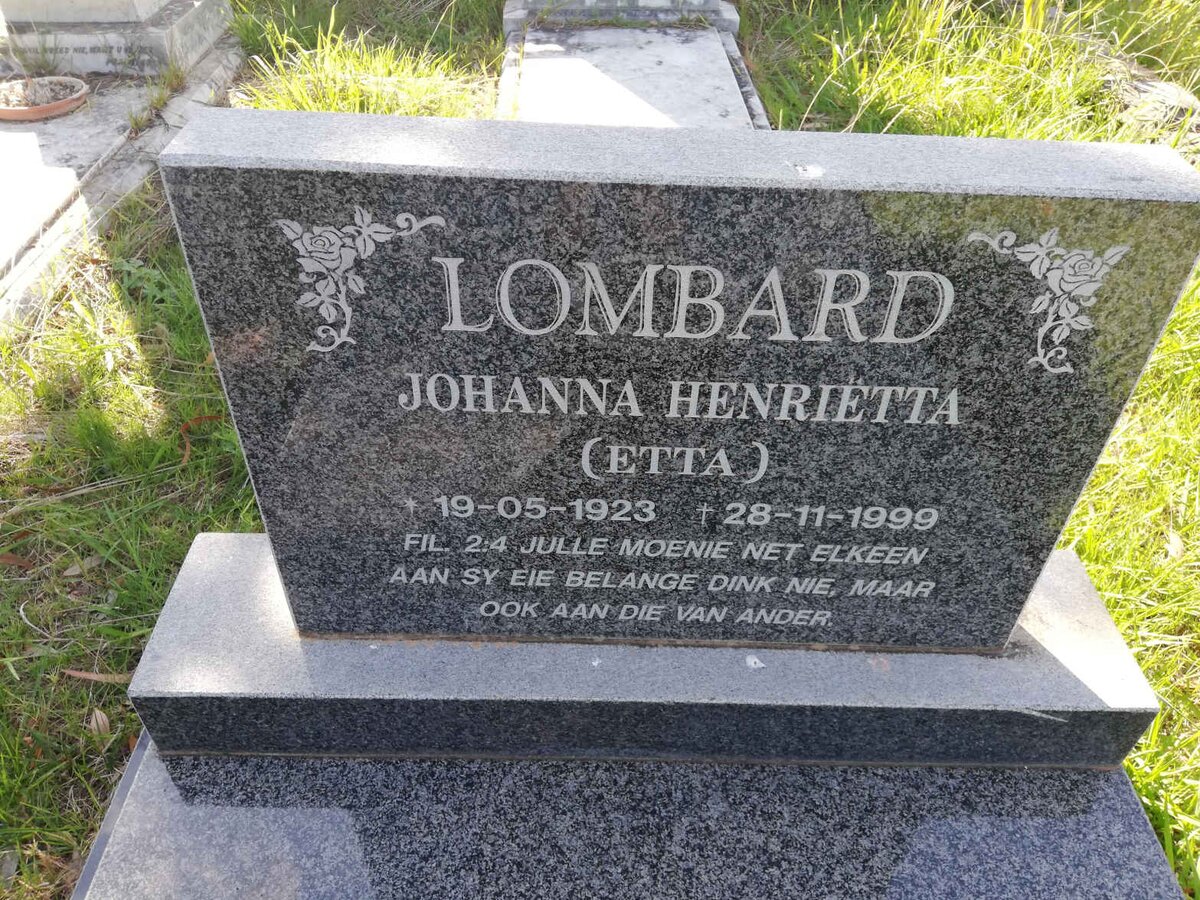 LOMBARD
JOHANNA HENRIETTA
(ETTA)
* 19-05-1923 † 28-11-1999
FIL. 2:4 JULLE MOENIE NET ELKEEN
AAN SY EIE BELANGE DINK NIE, MAAR
OOK AAN DIE VAN ANDER.